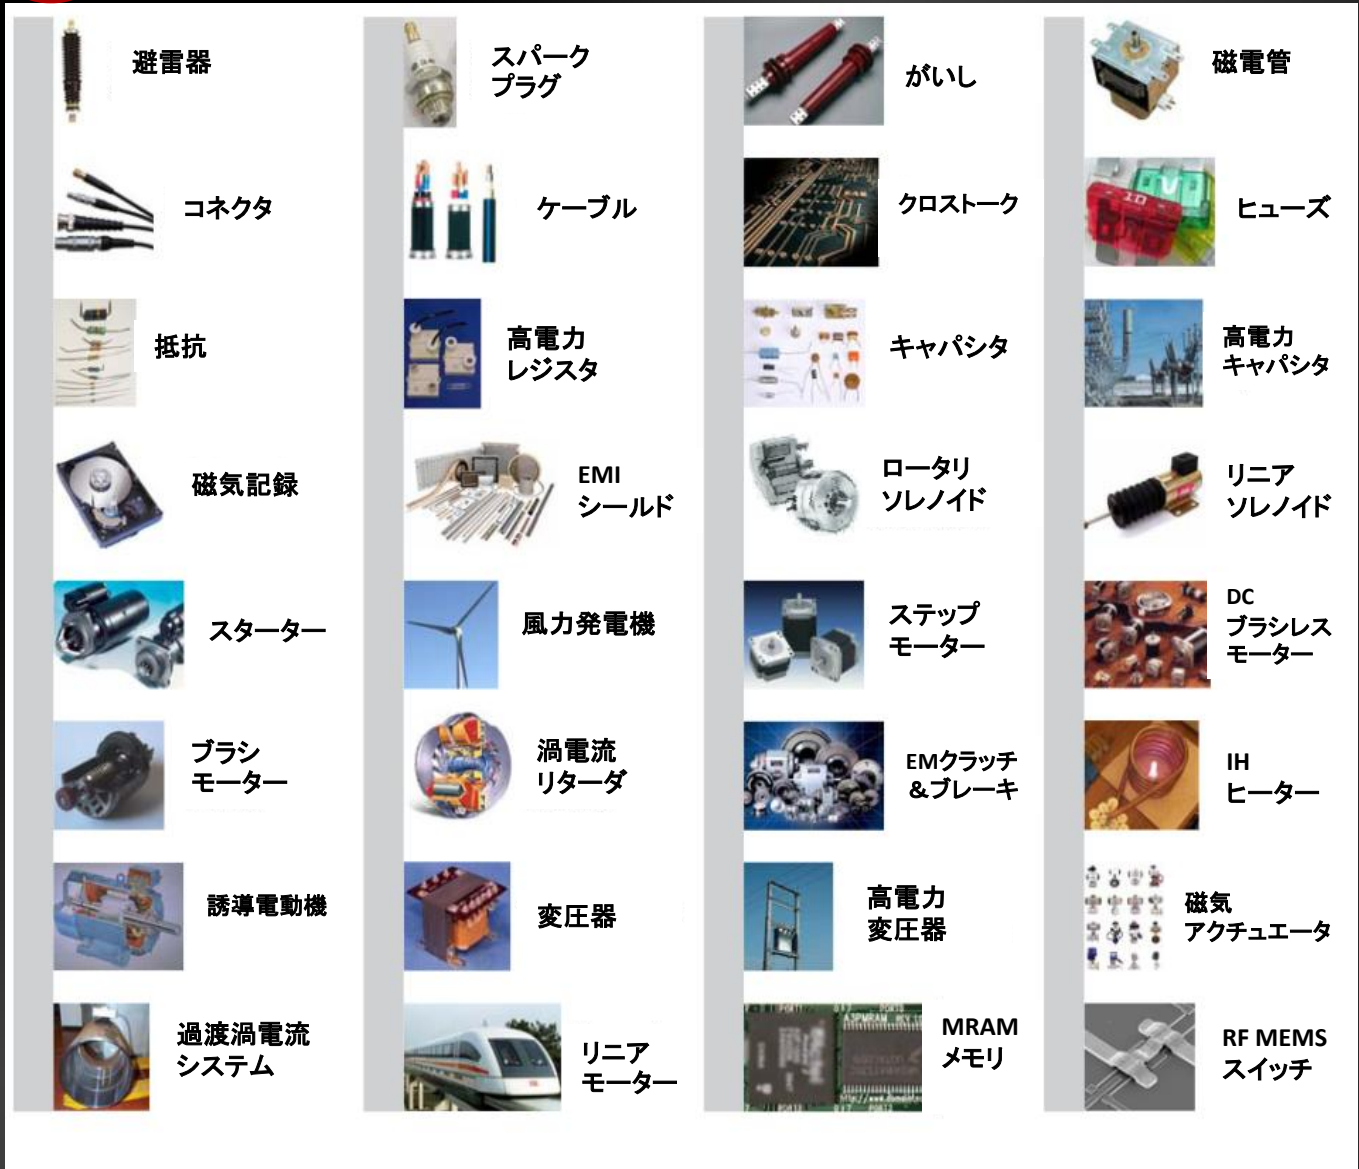 避雷器
スパーク
プラグ
がいし
磁電管
コネクタ
ケーブル
クロストーク
ヒューズ
抵抗
高電力
レジスタ
キャパシタ
高電力
キャパシタ
磁気記録
EMI
シールド
ロータリ
ソレノイド
リニア
ソレノイド
スターター
風力発電機
ステップ
モーター
DC
ブラシレス
モーター
ブラシ
モーター
渦電流
リターダ
EMクラッチ
&ブレーキ
IH
ヒーター
誘導電動機
変圧器
高電力
変圧器
磁気
アクチュエータ
過渡渦電流
システム
リニア
モーター
MRAM
メモリ
RF MEMS
スイッチ
10